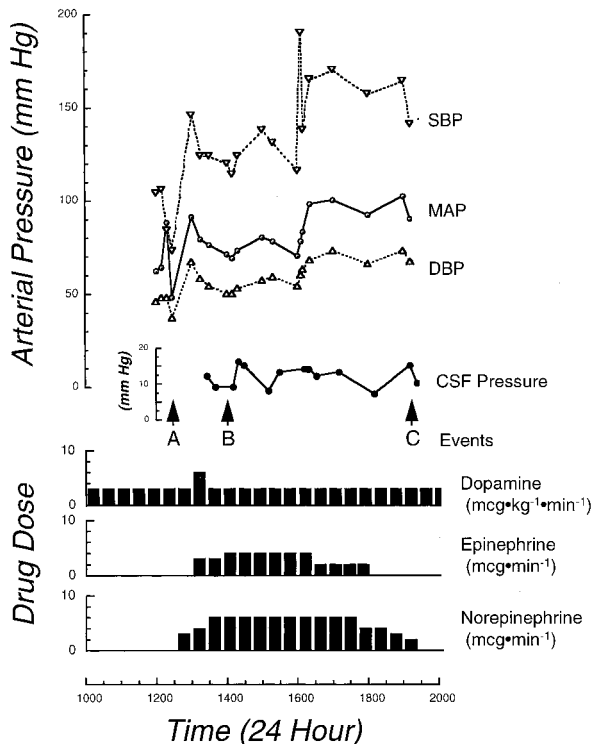 Arterial Pressure (mm Hg)
200
150
100
50
0
SBP
MAP
DBP
(mm Hg)
20
10
0
CSF Pressure
A
B
C
Events
Drug Dose
10
0
Dopamine
(mcg•kg⁻¹•min⁻¹)
10
0
Epinephrine
(mcg•min⁻¹)
10
0
Norepinephrine
(mcg•min⁻¹)
1000
1200
1400
1600
1800
2000
Time (24 Hour)